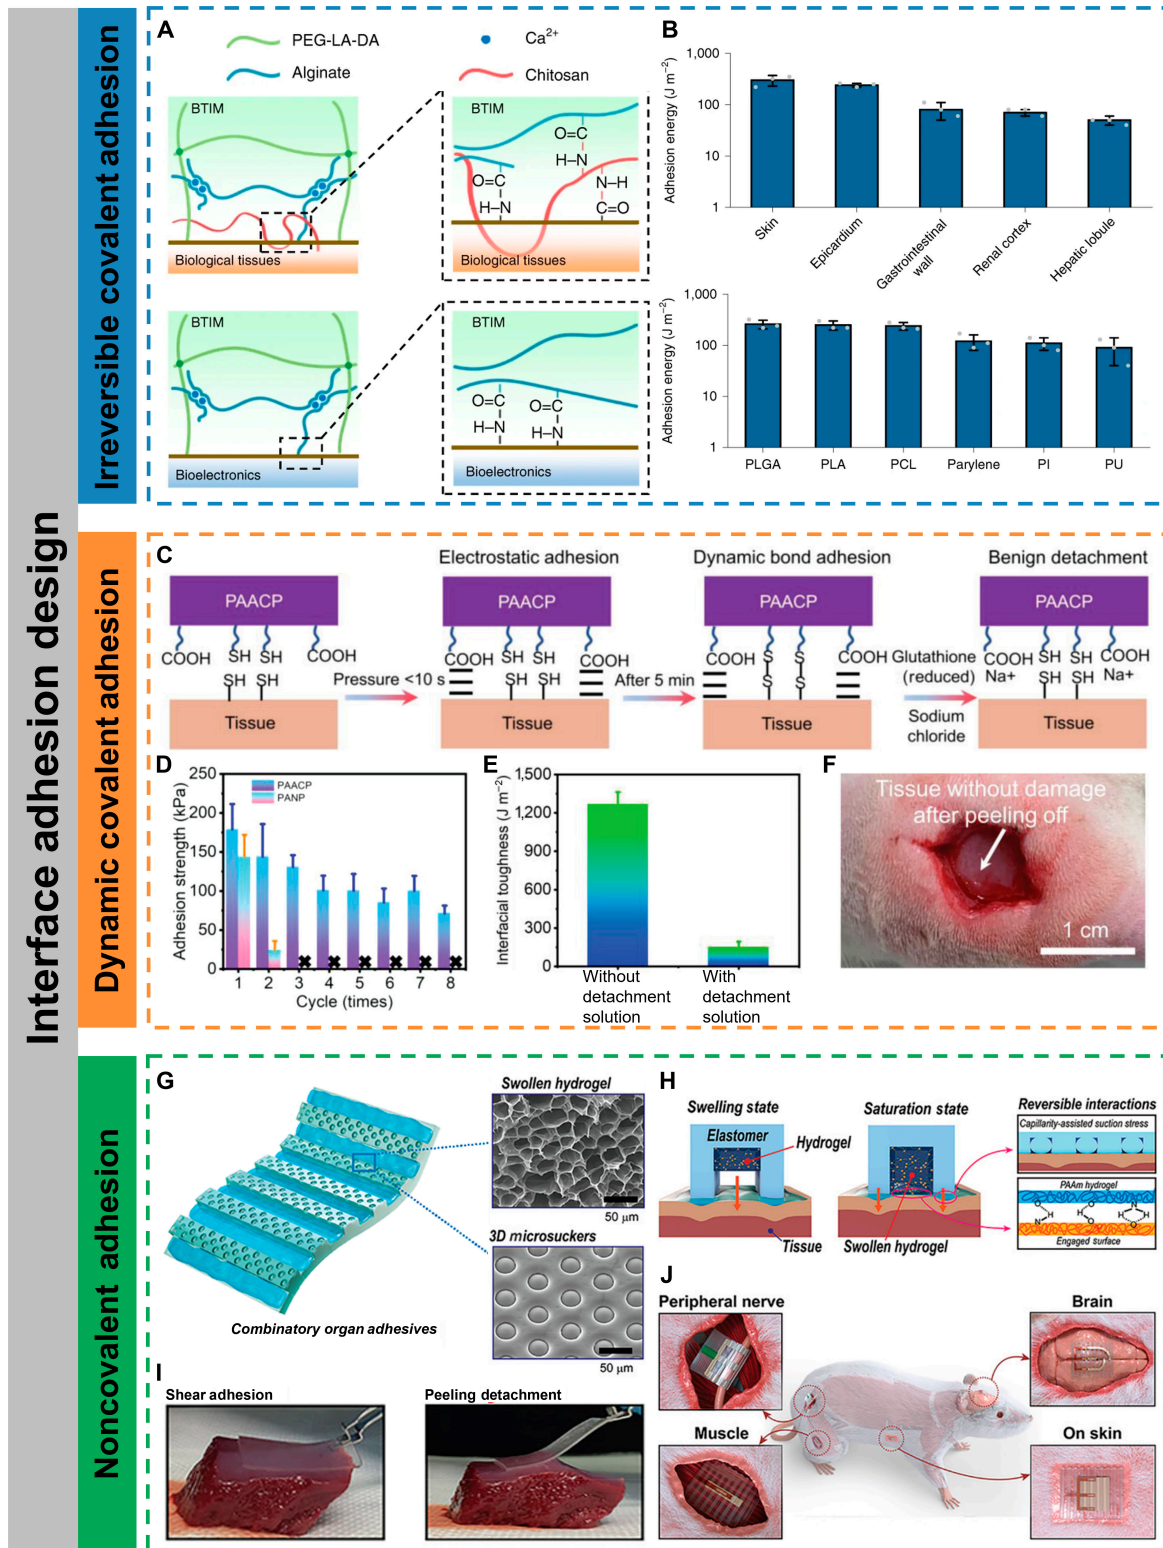 Interface adhesion design
Irreversible covalent adhesion
A
PEG-LA-DA
Ca2+
Alginate
Chitosan
BTIM
Biological tissues
BTIM
O=C
H–N
O=C
H–N
N–H
C=O
Biological tissues
BTIM
Bioelectronics
BTIM
O=C
O=C
H–N
H–N
Bioelectronics
B
Adhesion energy (J m−2)
1,000
100
10
1
Skin
Epicardium
Gastrointestinal
wall
Renal cortex
Hepatic lobule
Adhesion energy (J m−2)
1,000
100
10
1
PLGA
PLA
PCL
Parylene
PI
PU
Dynamic covalent adhesion
C
Electrostatic adhesion
Dynamic bond adhesion
Benign detachment
PAACP
COOH
SH
SH
COOH
SH
SH
Tissue
Pressure <10 s
PAACP
COOH
SH
SH
COOH
SH
SH
Tissue
After 5 min
PAACP
COOH
S
S
COOH
S
S
Tissue
Glutathione
(reduced)
Sodium
chloride
PAACP
COOH
SH
SH
COOH
Na+
SH
SH
Na+
Tissue
D
Adhesion strength (kPa)
250
200
150
100
50
0
PAACP
PANP
1 2 3 4 5 6 7 8
Cycle (times)
E
Interfacial toughness (J m−2)
1,500
1,200
900
600
300
0
Without
detachment
solution
With
detachment
solution
F
Tissue without damage
after peeling off
1 cm
Noncovalent adhesion
G
Swollen hydrogel
50 μm
3D microsuckers
50 μm
Combinatory organ adhesives
H
Swelling state
Elastomer
Hydrogel
Tissue
Saturation state
Swollen hydrogel
Reversible interactions
Capillarity-assisted suction stress
PAAm hydrogel
N
H
H
O
O
H
H
N
O
Engaged surface
I
Shear adhesion
Peeling detachment
J
Peripheral nerve
Brain
Muscle
On skin